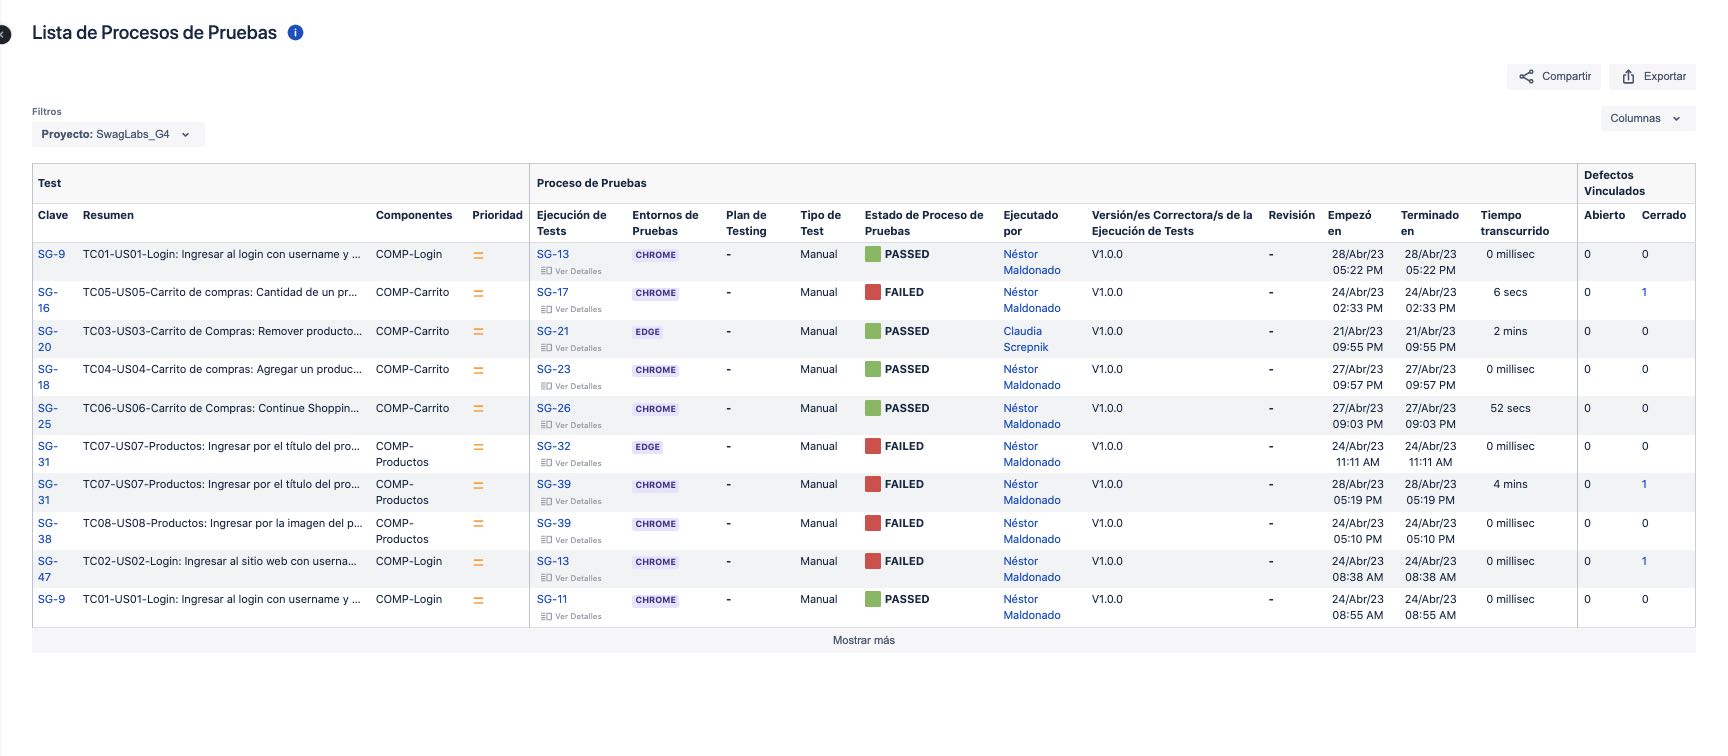 Lista de Procesos de Pruebas
Compartir Exportar
Filtros
Proyecto: SwagLabs_G4
Columnas
Test Proceso de Pruebas Defectos Vinculados
Clave Resumen Componentes Prioridad Ejecución de Tests Entornos de Pruebas Plan de Testing Tipo de Test Estado de Proceso de Pruebas Ejecutado por Versión/es Correctora/s de la Ejecución de Tests Revisión Empezó en Terminado en Tiempo transcurrido Abierto Cerrado
SG-9 TC01-US01-Login: Ingresar al login con username y ... COMP-Login SG-13 Ver Detalles CHROME - Manual PASSED Néstor Maldonado V1.0.0 - 28/Abr/23 05:22 PM 28/Abr/23 05:22 PM 0 millisec 0 0
SG-16 TC05-US05-Carrito de compras: Cantidad de un pr... COMP-Carrito SG-17 Ver Detalles CHROME - Manual FAILED Néstor Maldonado V1.0.0 - 24/Abr/23 02:33 PM 24/Abr/23 02:33 PM 6 secs 0 1
SG-20 TC03-US03-Carrito de Compras: Remover producto... COMP-Carrito SG-21 Ver Detalles EDGE - Manual PASSED Claudia Screpnik V1.0.0 - 21/Abr/23 09:55 PM 21/Abr/23 09:55 PM 2 mins 0 0
SG-18 TC04-US04-Carrito de compras: Agregar un produc... COMP-Carrito SG-23 Ver Detalles CHROME - Manual PASSED Néstor Maldonado V1.0.0 - 27/Abr/23 09:57 PM 27/Abr/23 09:57 PM 0 millisec 0 0
SG-25 TC06-US06-Carrito de Compras: Continue Shoppin... COMP-Carrito SG-26 Ver Detalles CHROME - Manual PASSED Néstor Maldonado V1.0.0 - 27/Abr/23 09:03 PM 27/Abr/23 09:03 PM 52 secs 0 0
SG-31 TC07-US07-Productos: Ingresar por el título del pro... COMP-Productos SG-32 Ver Detalles EDGE - Manual FAILED Néstor Maldonado V1.0.0 - 24/Abr/23 11:11 AM 24/Abr/23 11:11 AM 0 millisec 0 0
SG-31 TC07-US07-Productos: Ingresar por el título del pro... COMP-Productos SG-39 Ver Detalles CHROME - Manual FAILED Néstor Maldonado V1.0.0 - 28/Abr/23 05:19 PM 28/Abr/23 05:19 PM 4 mins 0 1
SG-38 TC08-US08-Productos: Ingresar por la imagen del p... COMP-Productos SG-39 Ver Detalles CHROME - Manual FAILED Néstor Maldonado V1.0.0 - 24/Abr/23 05:10 PM 24/Abr/23 05:10 PM 0 millisec 0 0
SG-47 TC02-US02-Login: Ingresar al sitio web con userna... COMP-Login SG-13 Ver Detalles CHROME - Manual FAILED Néstor Maldonado V1.0.0 - 24/Abr/23 08:38 AM 24/Abr/23 08:38 AM 0 millisec 0 1
SG-9 TC01-US01-Login: Ingresar al login con username y ... COMP-Login SG-11 Ver Detalles CHROME - Manual PASSED Néstor Maldonado V1.0.0 - 24/Abr/23 08:55 AM 24/Abr/23 08:55 AM 0 millisec 0 0
Mostrar más